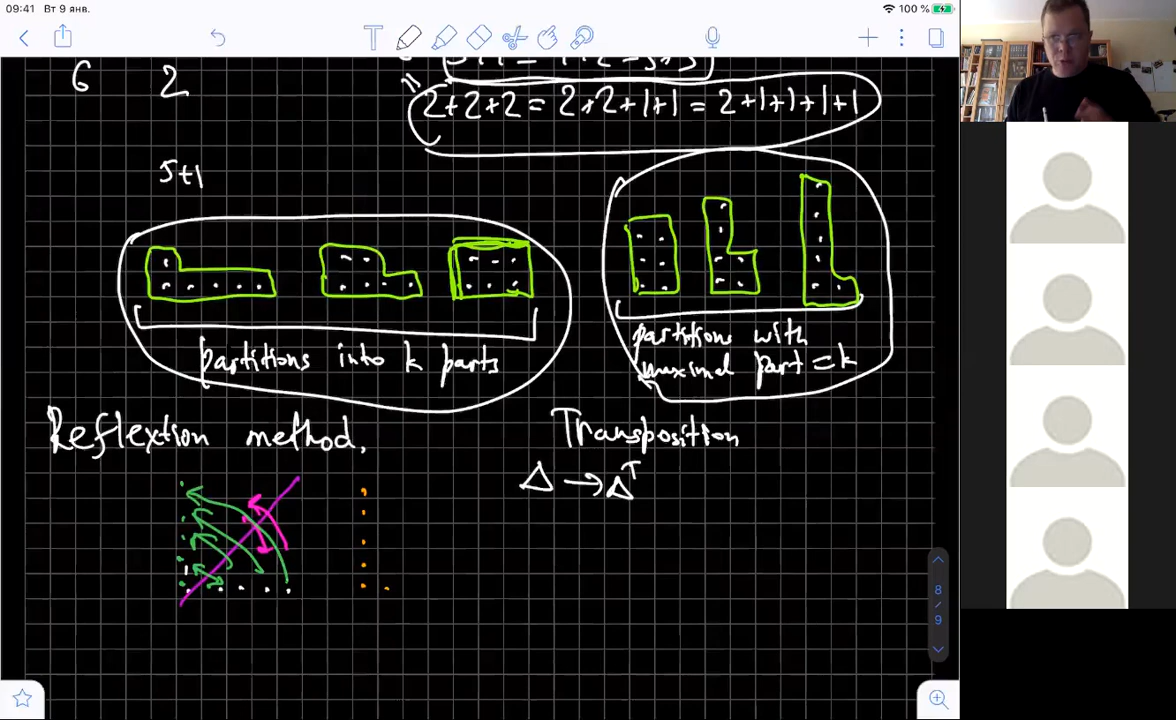 09:41 Вт 9 янв.
100 %
6 2
2+2+2 = 2+2+1+1 = 2+1+1+1+1
5+1
partitions into k parts
partitions with
maximal part = k
Reflextion method.
Transposition
Δ → Δᵀ
8
/
9